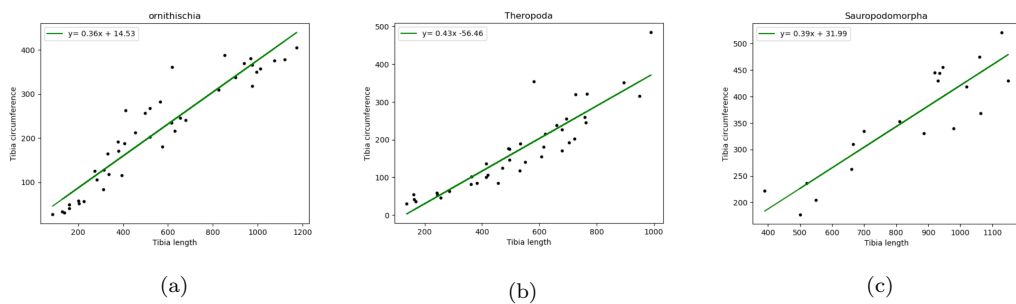 ornithischia
y= 0.36x + 14.53
Tibia circumference
400
300
200
100
200
400
600
800
1000
1200
Tibia length
(a)
Theropoda
y= 0.43x -56.46
Tibia circumference
500
400
300
200
100
0
200
400
600
800
1000
Tibia length
(b)
Sauropodomorpha
y= 0.39x + 31.99
Tibia circumference
500
450
400
350
300
250
200
400
500
600
700
800
900
1000
1100
Tibia length
(c)